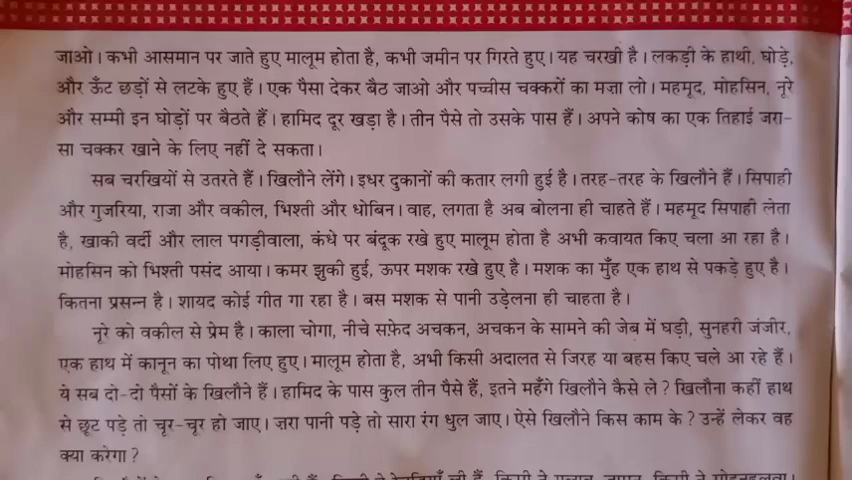 जाओ। कभी आसमान पर जाते हुए मालूम होता है, कभी जमीन पर गिरते हुए। यह चरखी है। लकड़ी के हाथी, घोड़े,
और ऊँट छड़ों से लटके हुए हैं। एक पैसा देकर बैठ जाओ और पच्चीस चक्करों का मज़ा लो। महमूद, मोहसिन, नूरे
और सम्मी इन घोड़ों पर बैठते हैं। हामिद दूर खड़ा है। तीन पैसे तो उसके पास हैं। अपने कोष का एक तिहाई जरा-
सा चक्कर खाने के लिए नहीं दे सकता।
सब चरखियों से उतरते हैं। खिलौने लेंगे। इधर दुकानों की कतार लगी हुई है। तरह-तरह के खिलौने हैं। सिपाही
और गुजरिया, राजा और वकील, भिश्ती और धोबिन। वाह, लगता है अब बोलना ही चाहते हैं। महमूद सिपाही लेता
है, खाकी वर्दी और लाल पगड़ीवाला, कंधे पर बंदूक रखे हुए मालूम होता है अभी कवायत किए चला आ रहा है।
मोहसिन को भिश्ती पसंद आया। कमर झुकी हुई, ऊपर मशक रखे हुए है। मशक का मुँह एक हाथ से पकड़े हुए है।
कितना प्रसन्न है। शायद कोई गीत गा रहा है। बस मशक से पानी उड़ेलना ही चाहता है।
नूरे को वकील से प्रेम है। काला चोगा, नीचे सफ़ेद अचकन, अचकन के सामने की जेब में घड़ी, सुनहरी जंजीर,
एक हाथ में कानून का पोथा लिए हुए। मालूम होता है, अभी किसी अदालत से जिरह या बहस किए चले आ रहे हैं।
ये सब दो-दो पैसों के खिलौने हैं। हामिद के पास कुल तीन पैसे हैं, इतने महँगे खिलौने कैसे ले? खिलौना कहीं हाथ
से छूट पड़े तो चूर-चूर हो जाए। ज़रा पानी पड़े तो सारा रंग धुल जाए। ऐसे खिलौने किस काम के? उन्हें लेकर वह
क्या करेगा?